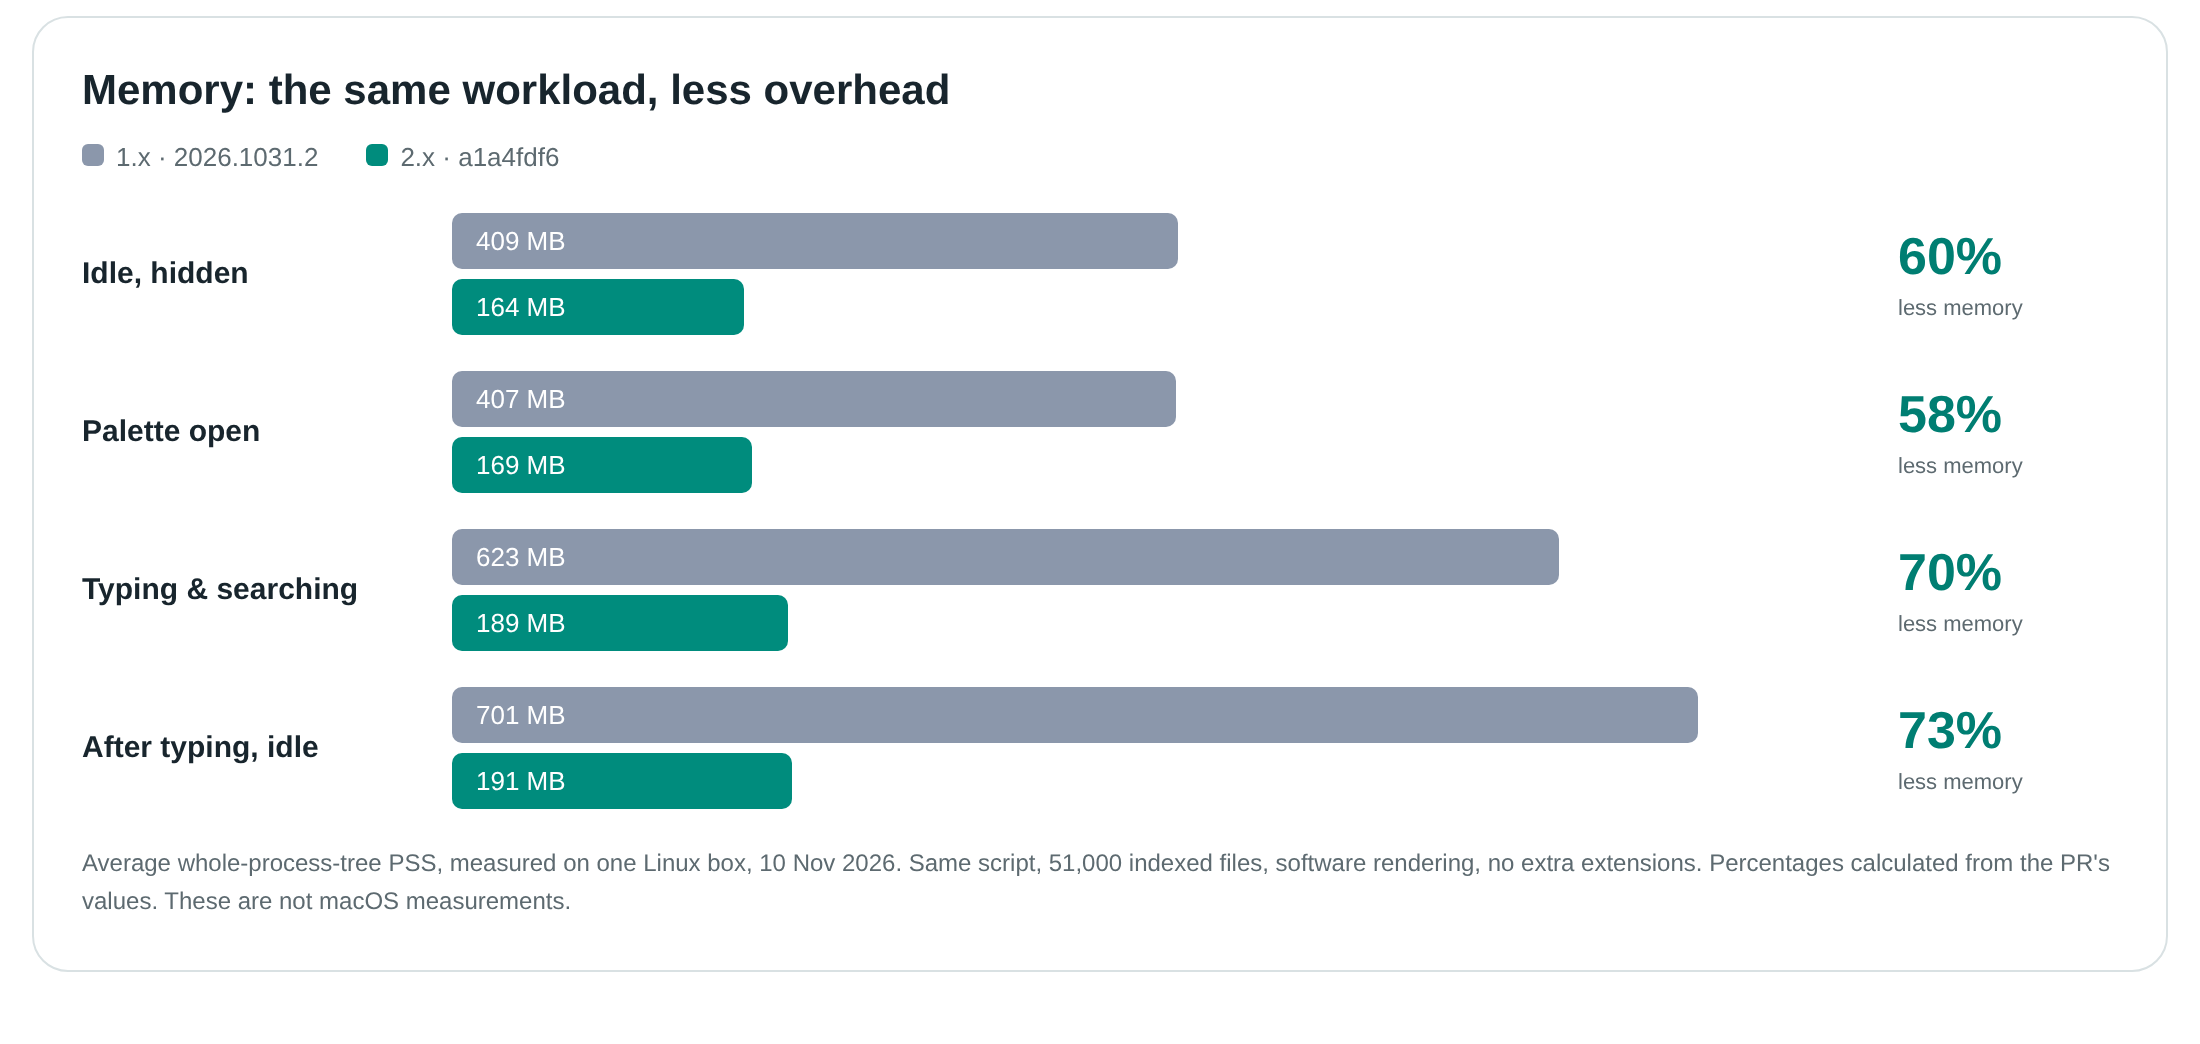 Memory: the same workload, less overhead
1.x · 2026.1031.2
2.x · a1a4fdf6
Idle, hidden
409 MB
164 MB
60%
less memory
Palette open
407 MB
169 MB
58%
less memory
Typing & searching
623 MB
189 MB
70%
less memory
After typing, idle
701 MB
191 MB
73%
less memory
Average whole-process-tree PSS, measured on one Linux box, 10 Nov 2026. Same script, 51,000 indexed files, software rendering, no extra extensions. Percentages calculated from the PR's
values. These are not macOS measurements.